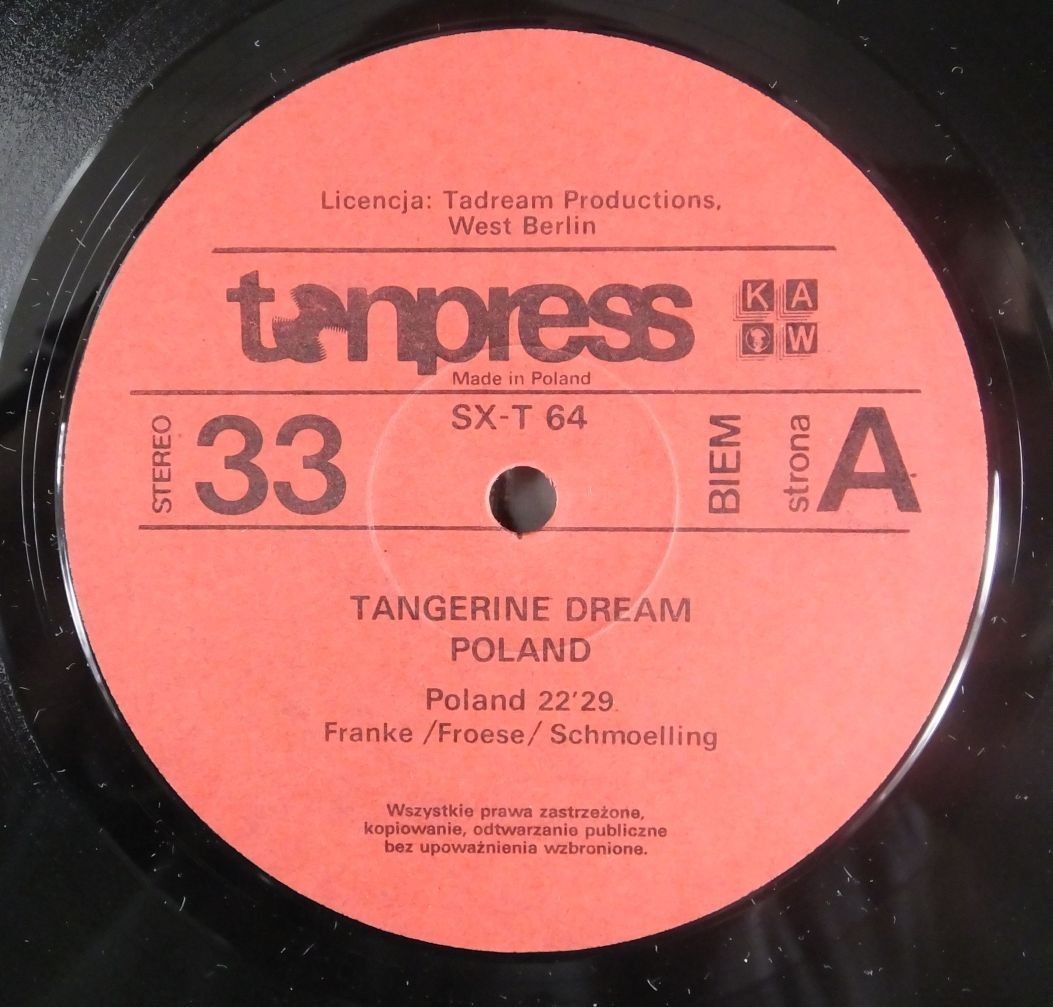 Licencja: Tadream Productions,
West Berlin
tonpress
K A
W
Made in Poland
STEREO 33 SX-T 64 BIEM strona A
TANGERINE DREAM
POLAND
Poland 22'29
Franke /Froese/ Schmoelling
Wszystkie prawa zastrzeżone,
kopiowanie, odtwarzanie publiczne
bez upoważnienia wzbronione.